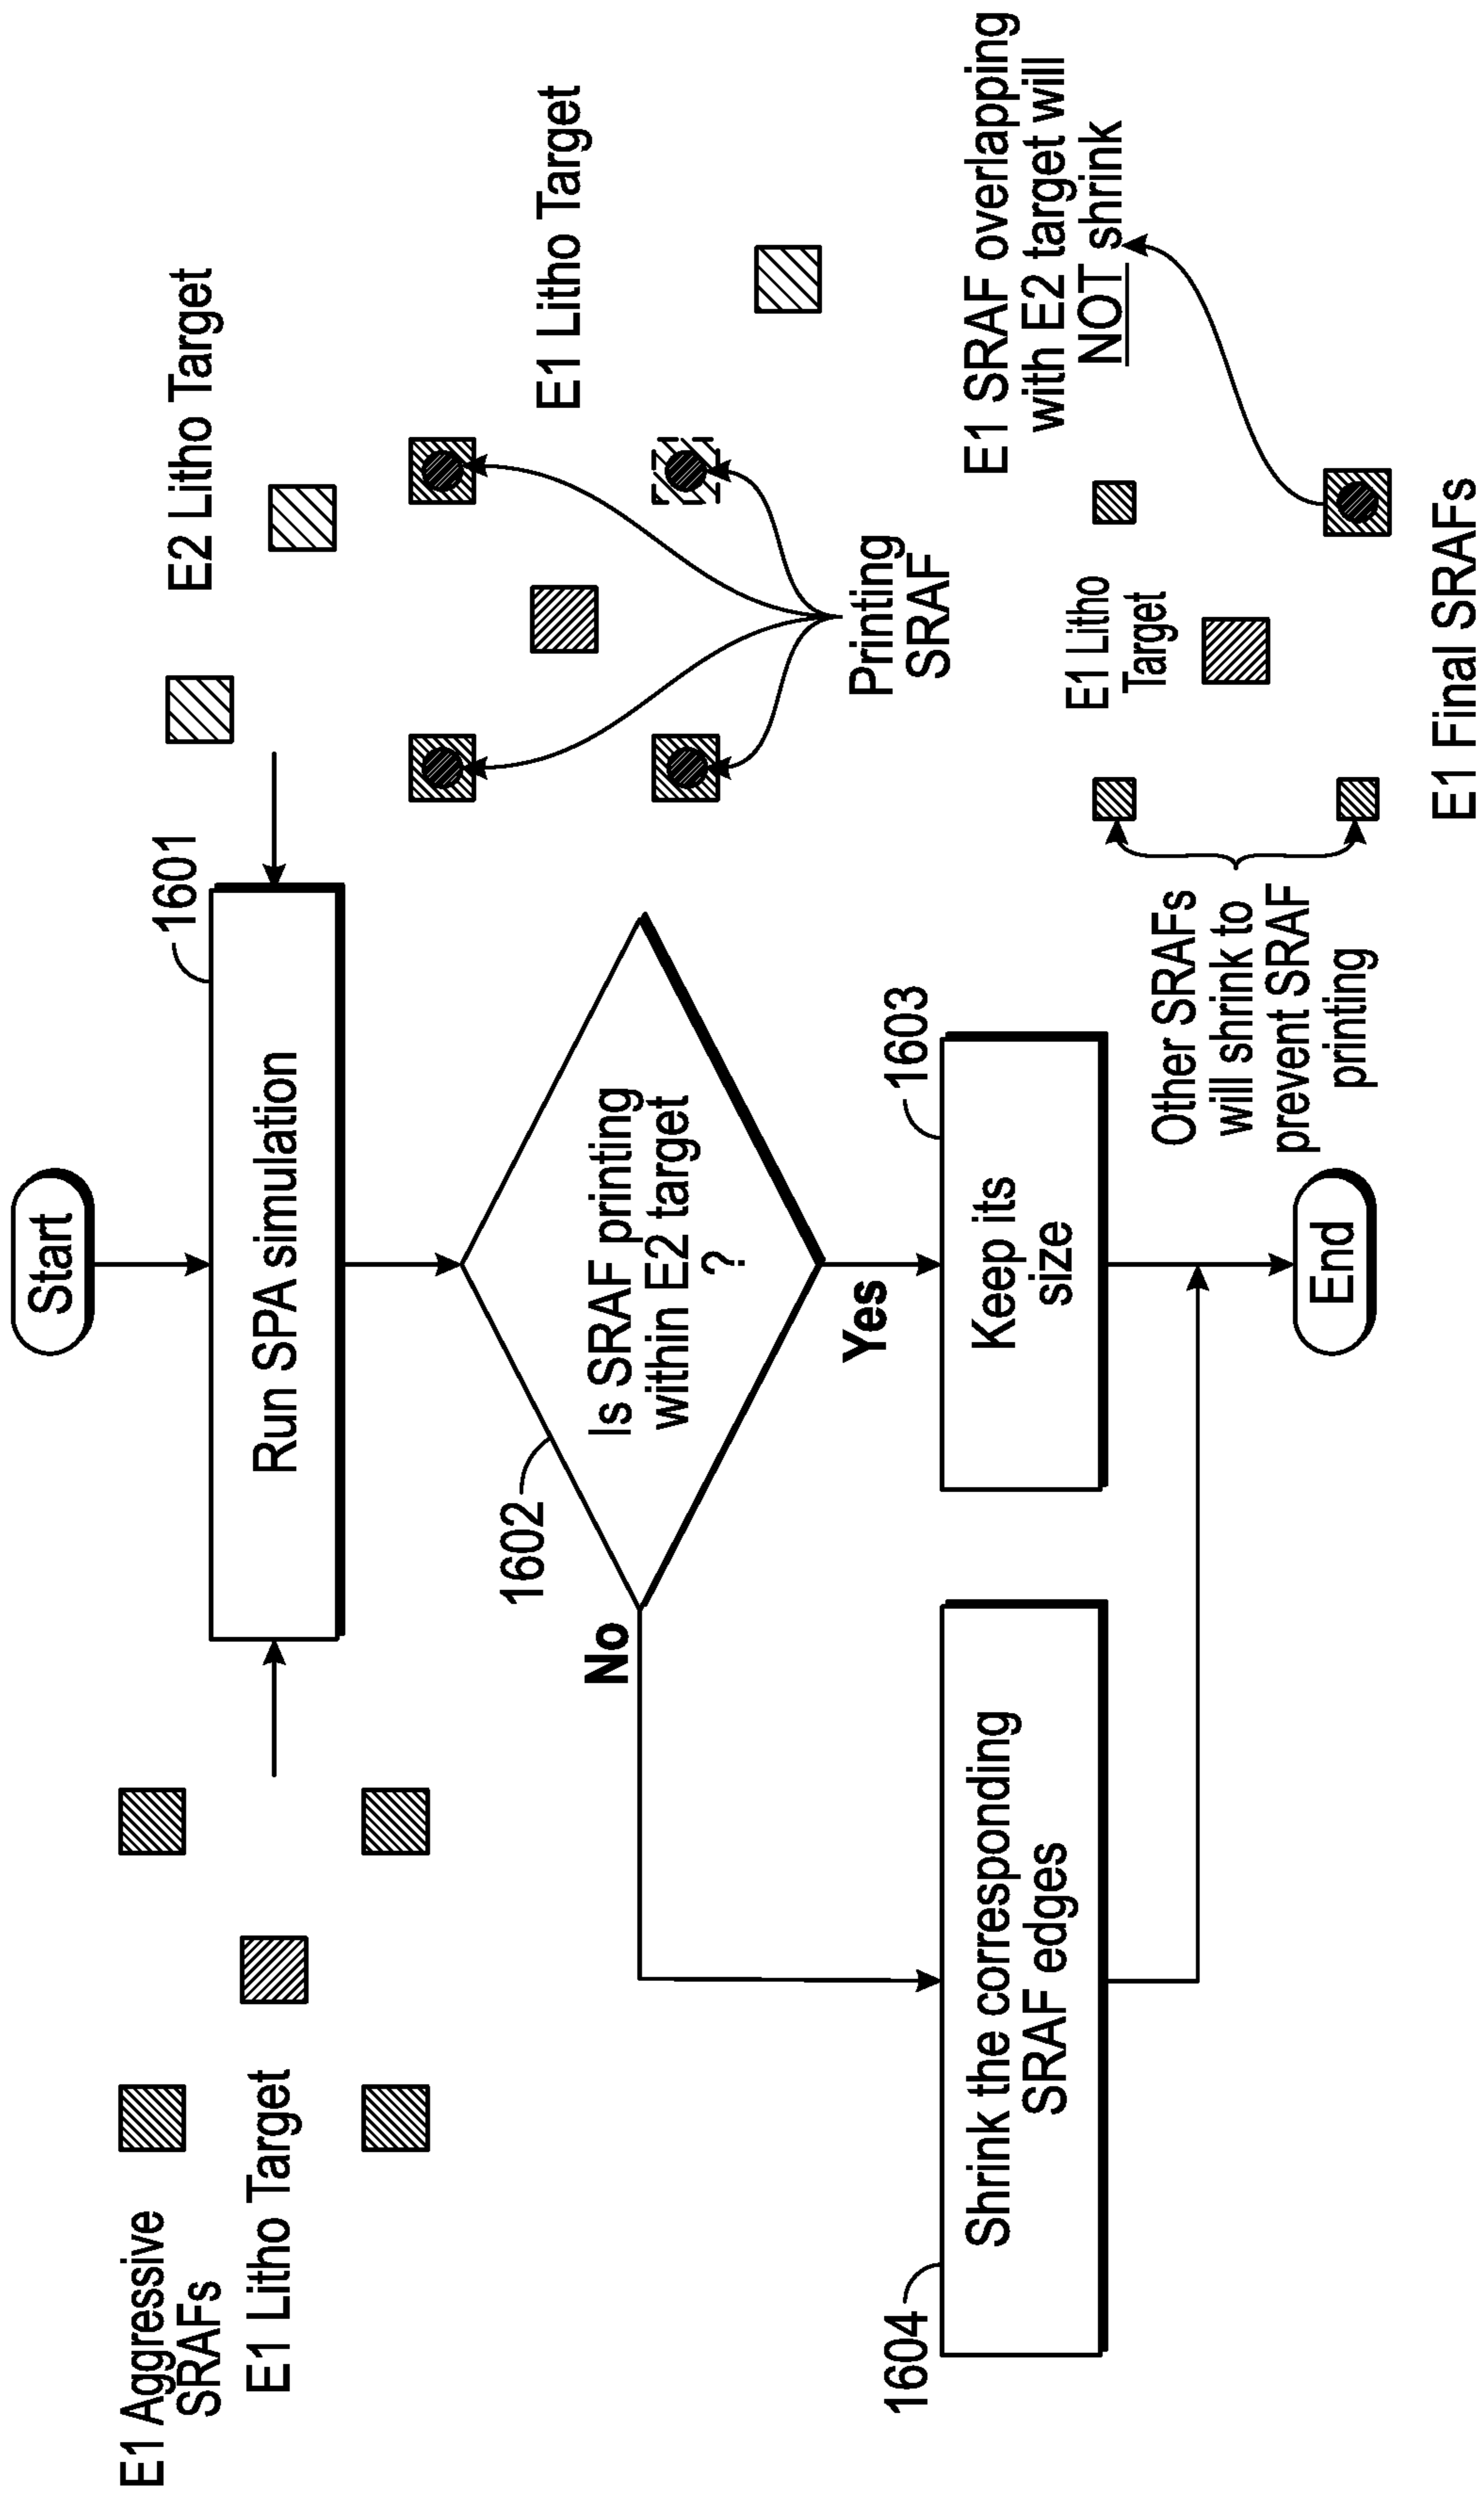 Start
1601
Run SPA simulation
E1 Aggressive
SRAFs
E1 Litho Target
E2 Litho Target
1602
Is SRAF printing
within E2 target
?
No
Yes
E1 Litho Target
Printing
SRAF
1604
Shrink the corresponding
SRAF edges
1603
Keep its
size
E1 SRAF overlapping
with E2 target will
NOT shrink
E1 Litho
Target
Other SRAFs
will shrink to
prevent SRAF
printing
End
E1 Final SRAFs